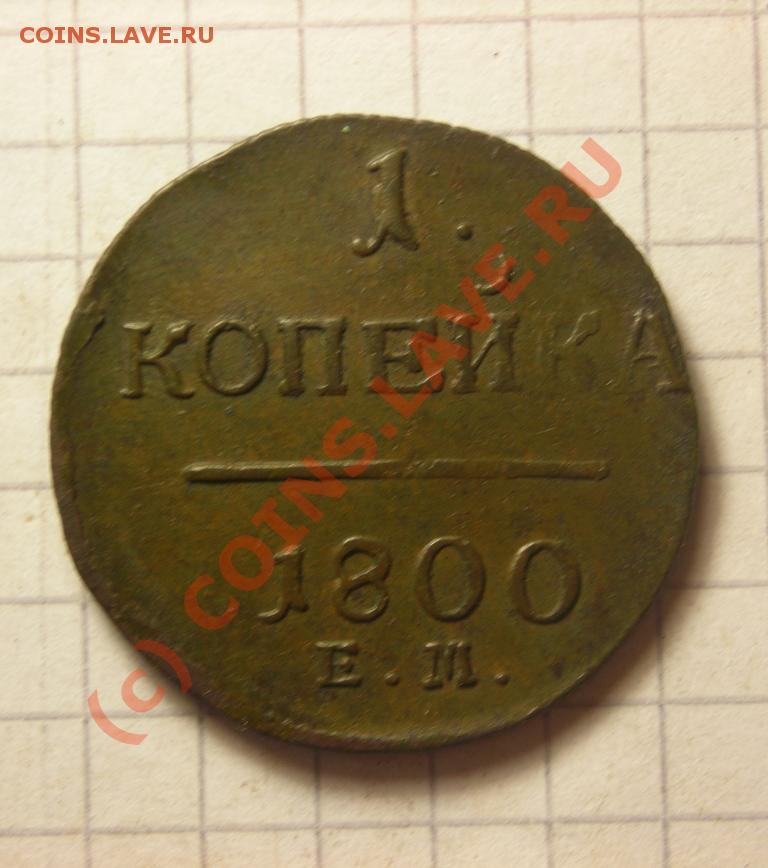 COINS.LAVE.RU
1.
КОПЕЙКА
1800
Е.М.
(c) COINS.LAVE.RU